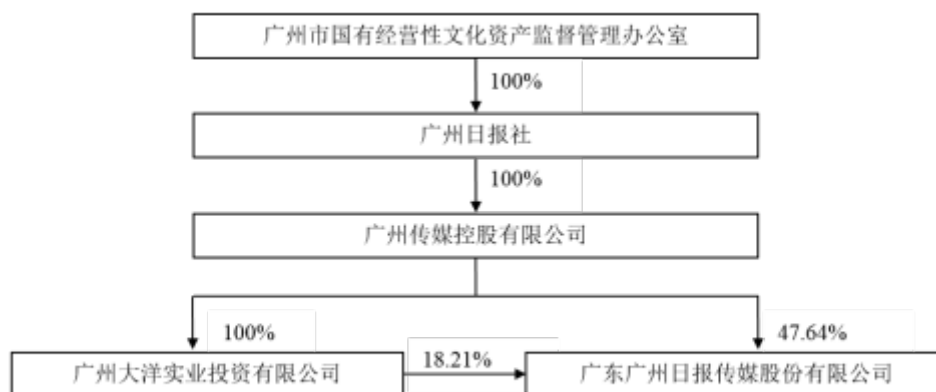 广州市国有经营性文化资产监督管理办公室
100%
广州日报社
100%
广州传媒控股有限公司
100%
47.64%
广州大洋实业投资有限公司
18.21%
广东广州日报传媒股份有限公司